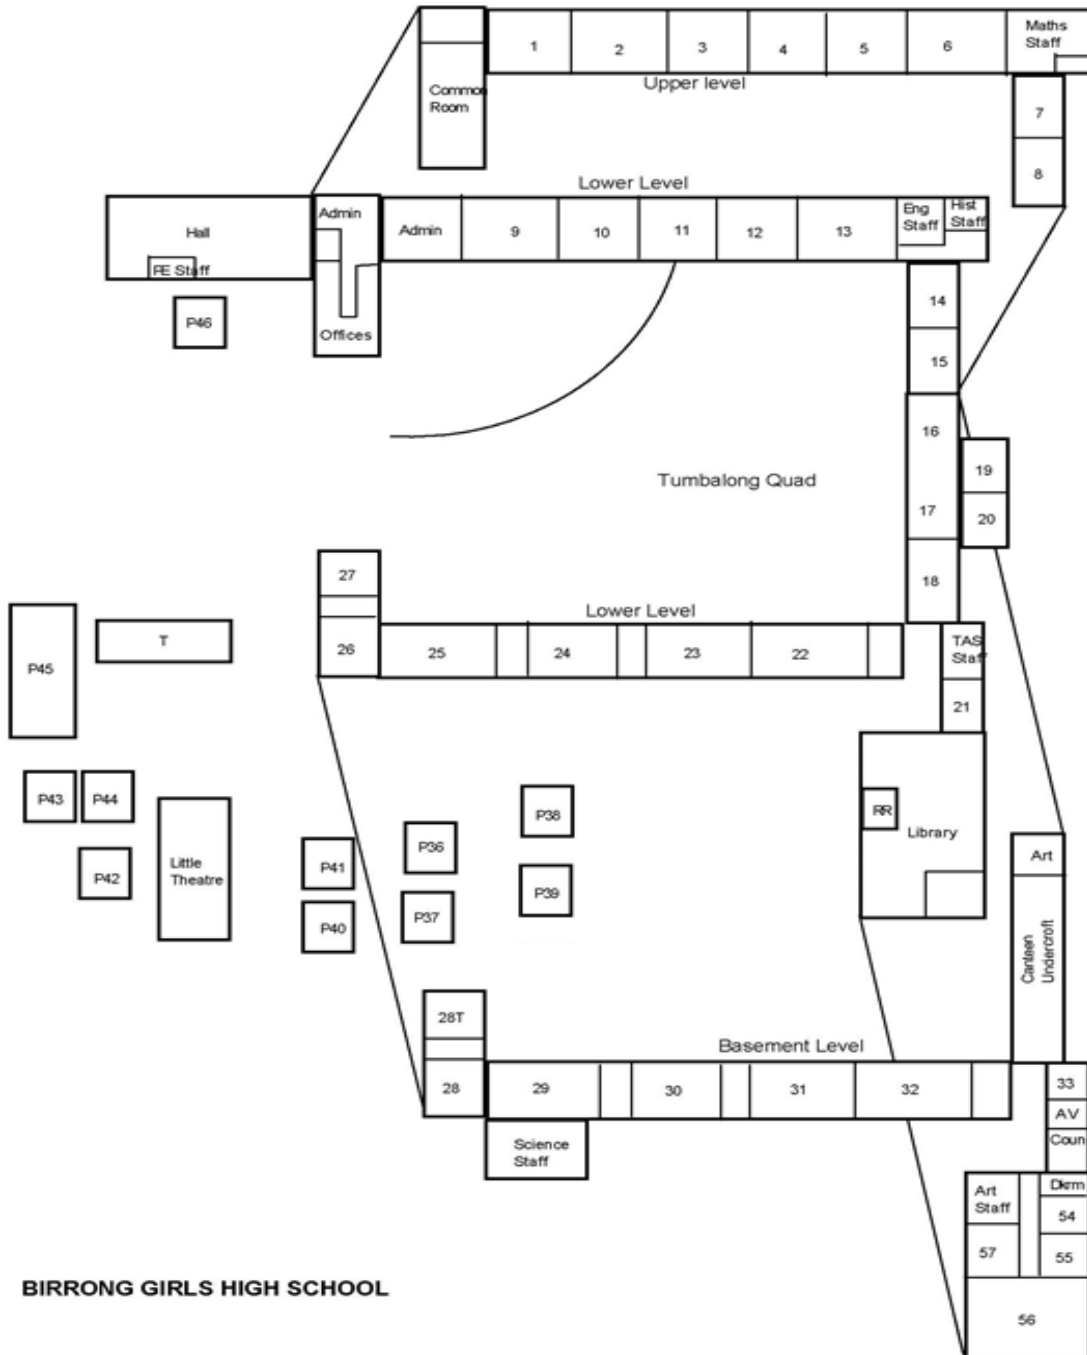 1
2
3
4
5
6
Maths
Staff
Upper level
Common
Room
7
8
Lower Level
Hall
PE Staff
Admin
Offices
Admin
9
10
11
12
13
Eng
Staff
Hist
Staff
P46
14
15
16
Tumbalong Quad
17
18
19
20
27
26
Lower Level
25
24
23
22
TAS
Staff
21
P45
T
P43
P44
P42
Little
Theatre
P41
P40
P36
P37
P38
P39
RR
Library
Art
Canteen
Undercroft
28T
28
Basement Level
29
30
31
32
33
AV
Coun
Science
Staff
Art
Staff
Dkrm
54
57
55
56
BIRRONG GIRLS HIGH SCHOOL